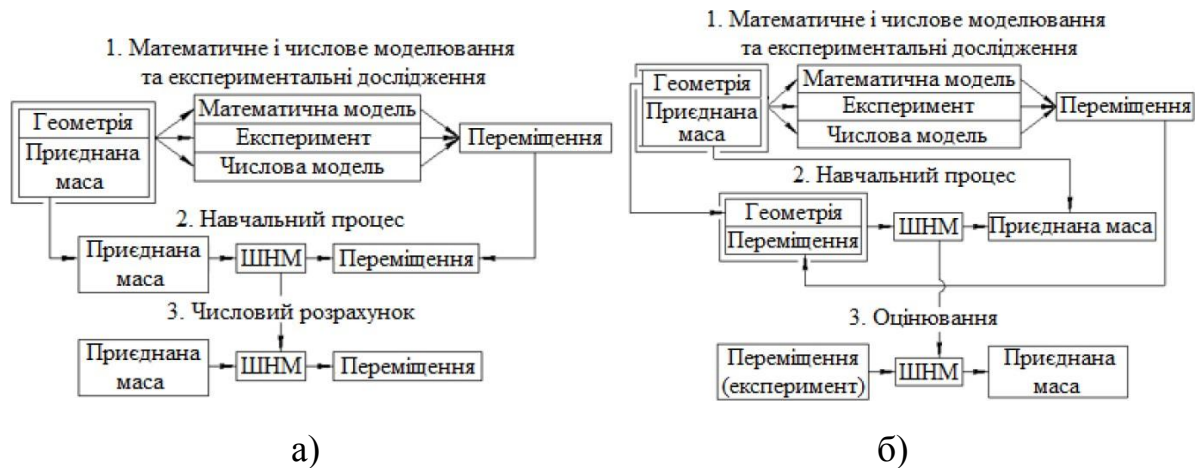 1. Математичне і числове моделювання
та експериментальні дослідження
Геометрія
Приєднана
маса
Математична модель
Експеримент
Числова модель
Переміщення
2. Навчальний процес
Приєднана
маса
ШНМ
Переміщення
3. Числовий розрахунок
Приєднана
маса
ШНМ
Переміщення
а)
1. Математичне і числове моделювання
та експериментальні дослідження
Геометрія
Приєднана
маса
Математична модель
Експеримент
Числова модель
Переміщення
2. Навчальний процес
Геометрія
Переміщення
ШНМ
Приєднана маса
3. Оцінювання
Переміщення
(експеримент)
ШНМ
Приєднана
маса
б)